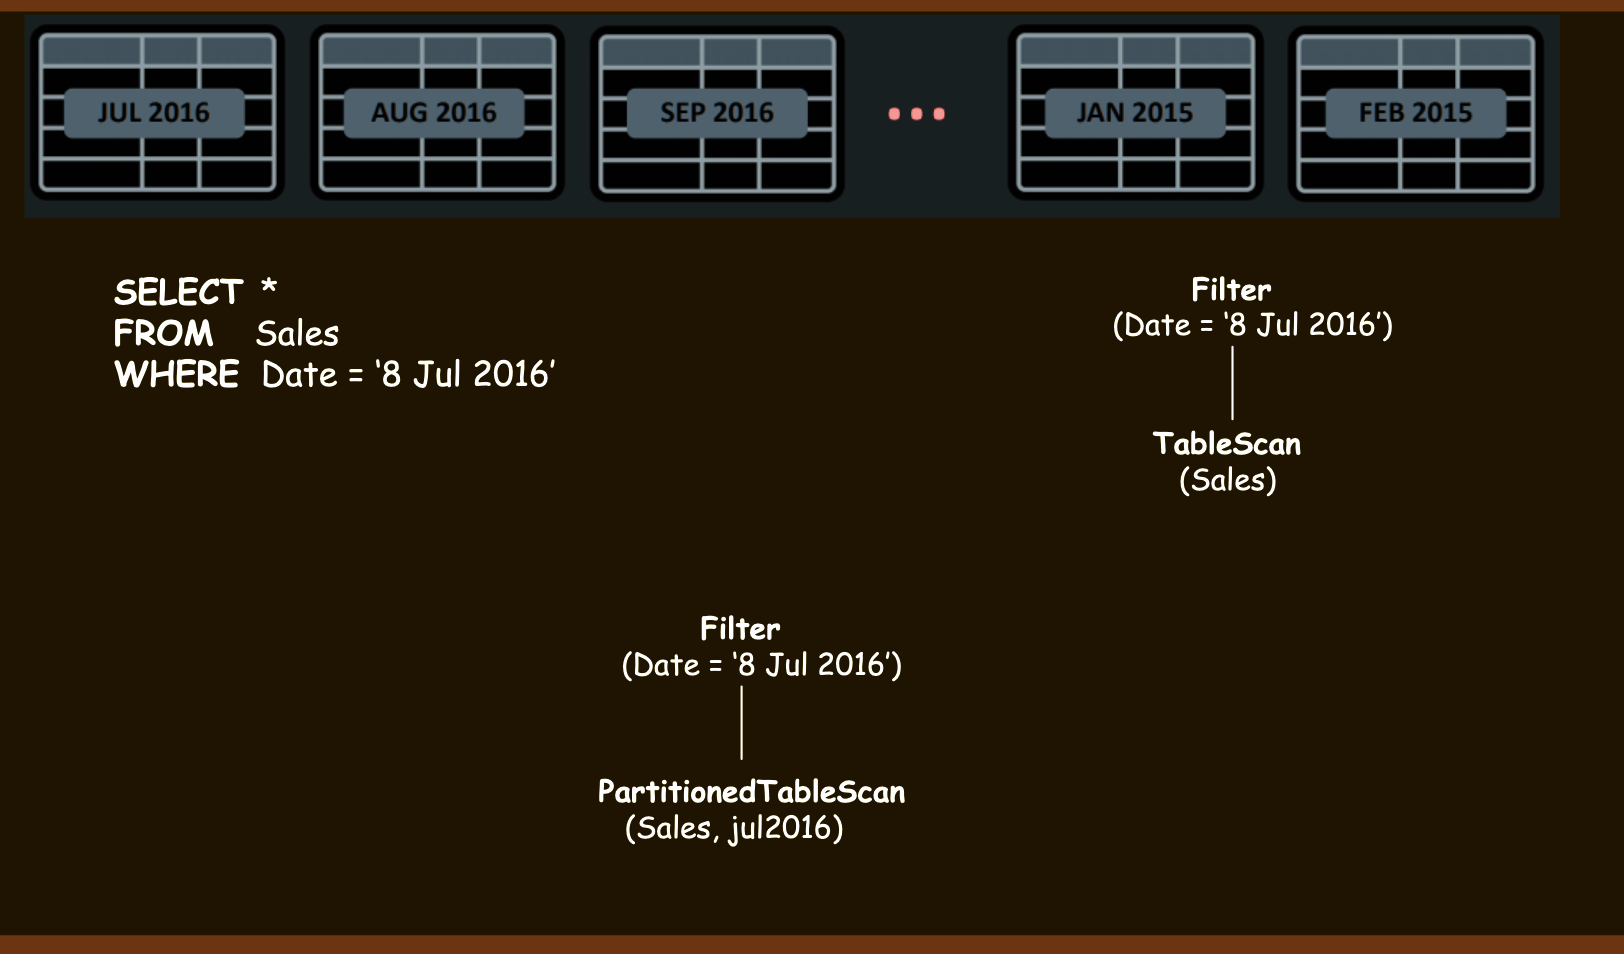 JUL 2016
AUG 2016
SEP 2016
...
JAN 2015
FEB 2015
SELECT *
FROM Sales
WHERE Date = ‘8 Jul 2016’
Filter
(Date = ‘8 Jul 2016’)
TableScan
(Sales)
Filter
(Date = ‘8 Jul 2016’)
PartitionedTableScan
(Sales, jul2016)